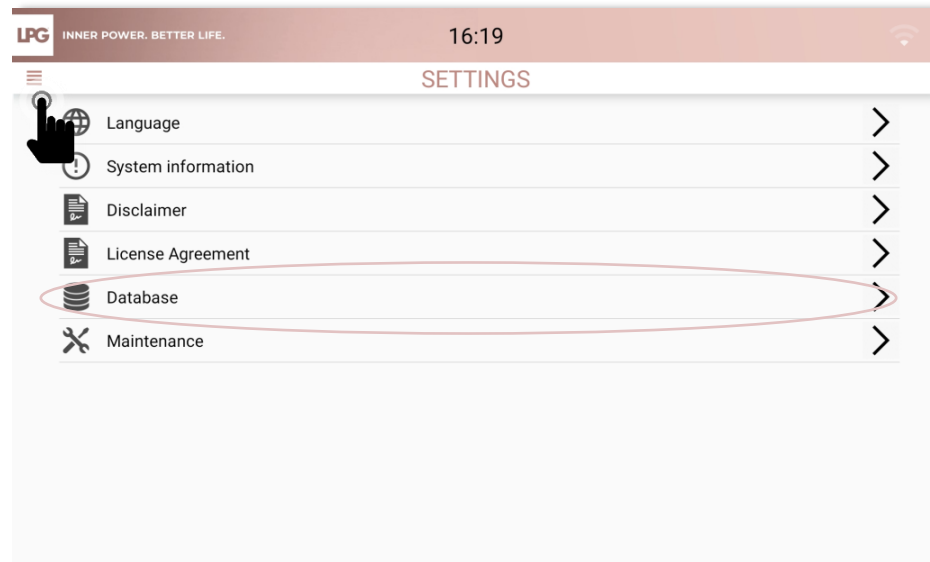 LPG INNER POWER. BETTER LIFE. 16:19
SETTINGS
Language
System information
Disclaimer
License Agreement
Database
Maintenance